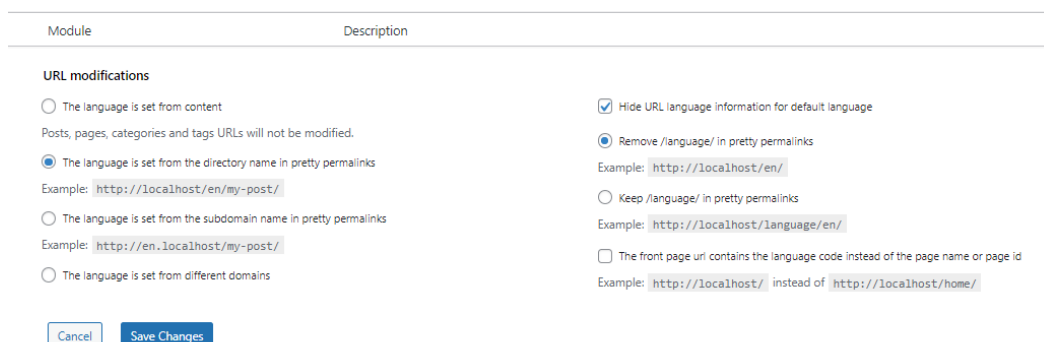 Module Description
URL modifications
The language is set from content
Posts, pages, categories and tags URLs will not be modified.
The language is set from the directory name in pretty permalinks
Example: http://localhost/en/my-post/
The language is set from the subdomain name in pretty permalinks
Example: http://en.localhost/my-post/
The language is set from different domains
Hide URL language information for default language
Remove /language/ in pretty permalinks
Example: http://localhost/en/
Keep /language/ in pretty permalinks
Example: http://localhost/language/en/
The front page url contains the language code instead of the page name or page id
Example: http://localhost/ instead of http://localhost/home/
Cancel Save Changes